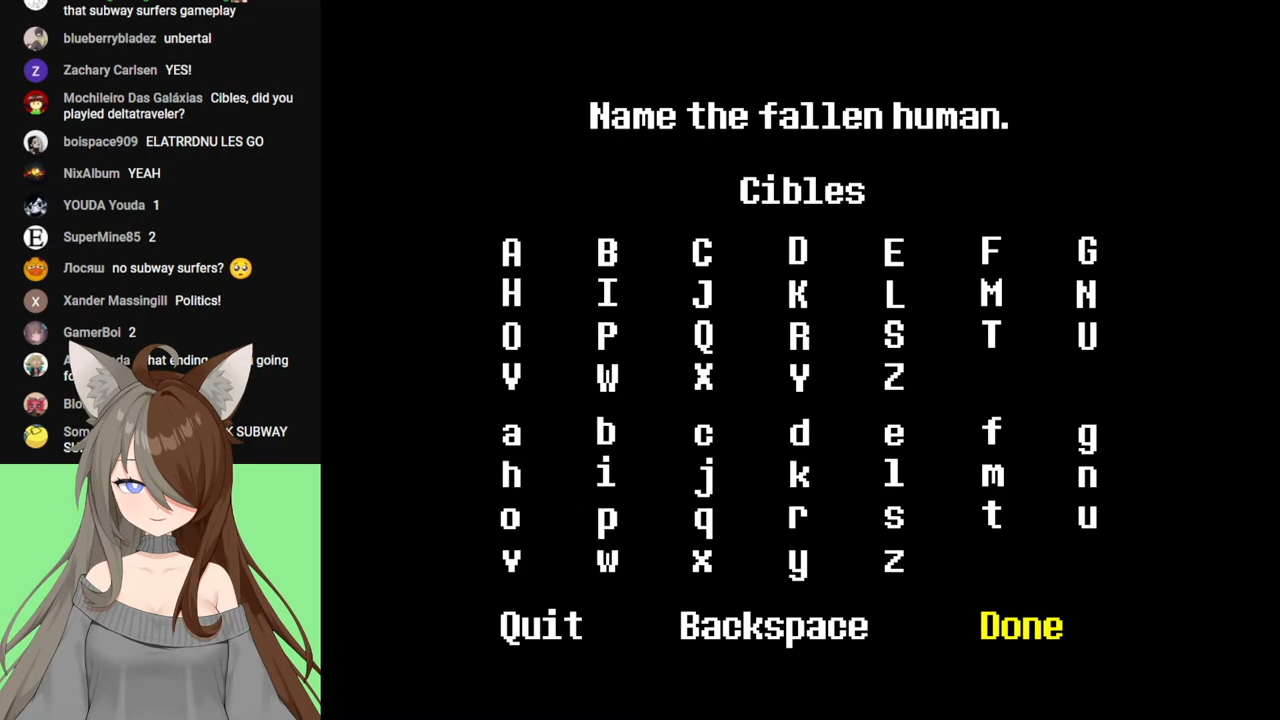 that subway surfers gameplay
blueberrybladez unbertal
Zachary Carlsen YES!
Mochileiro Das Galáxias Cibles, did you
playied deltatraveler?
boispace909 ELATRRDNU LES GO
NixAlbum YEAH
YOUDA Youda 1
SuperMine85 2
Лосяш no subway surfers? 🥺
Xander Massingill Politics!
GamerBoi 2
ending going
SUBWAY
Name the fallen human.
Cibles
A B C D E F G
H I J K L M N
O P Q R S T U
V W X Y Z
a b c d e f g
h i j k l m n
o p q r s t u
v w x y z
Quit Backspace Done